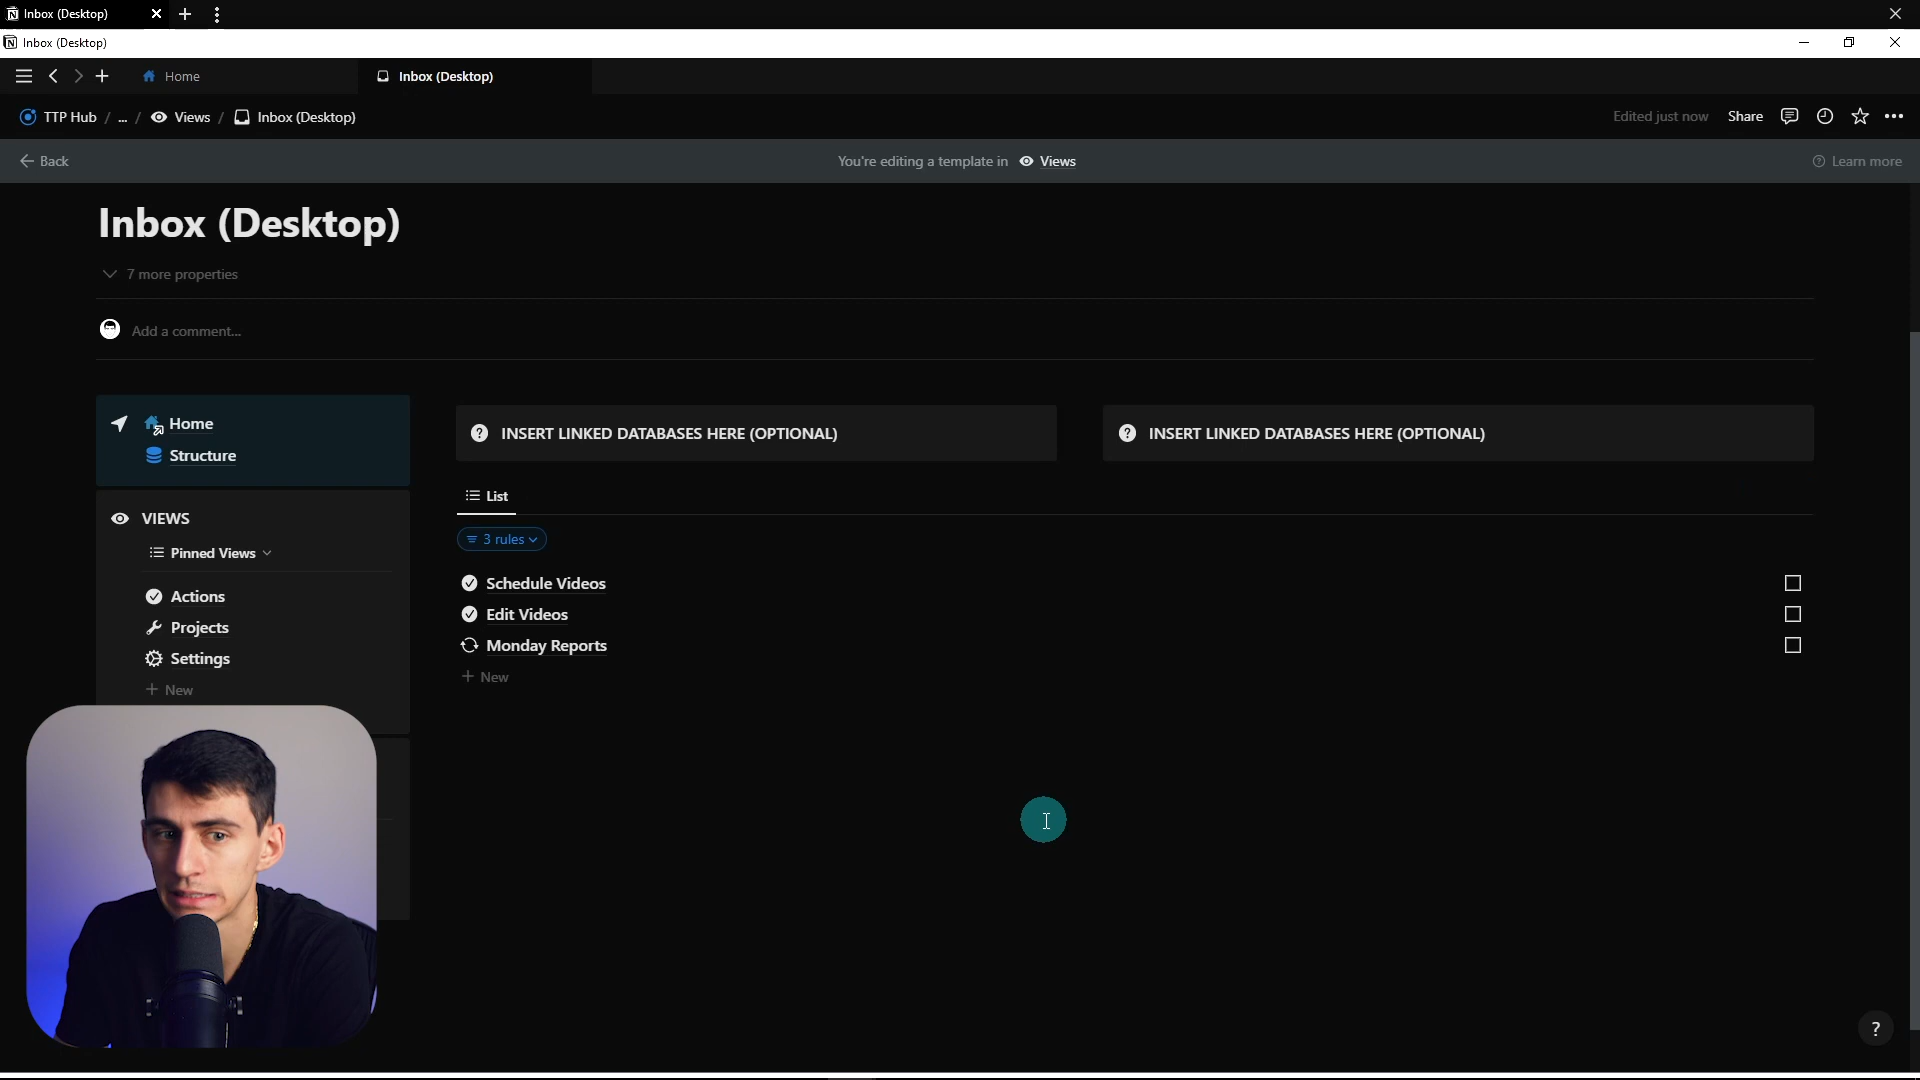 Inbox (Desktop)
Inbox (Desktop)
Home
Inbox (Desktop)
TTP Hub / ... / Views / Inbox (Desktop)
Edited just now Share
Back
You're editing a template in Views
Learn more
Inbox (Desktop)
7 more properties
Add a comment...
Home
Structure
VIEWS
Pinned Views
Actions
Projects
Settings
+ New
INSERT LINKED DATABASES HERE (OPTIONAL)
INSERT LINKED DATABASES HERE (OPTIONAL)
List
3 rules
Schedule Videos
Edit Videos
Monday Reports
+ New
?